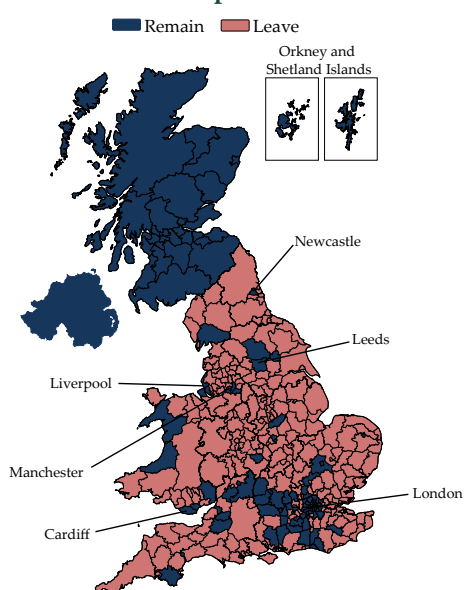 Remain
Leave
Orkney and
Shetland Islands
Newcastle
Leeds
Liverpool
Manchester
London
Cardiff